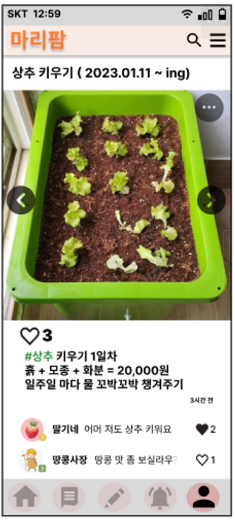 SKT 12:59
마리팜
상추 키우기 ( 2023.01.11 ~ ing)
3
#상추 키우기 1일차
흙 + 모종 + 화분 = 20,000원
일주일 마다 물 꼬박꼬박 챙겨주기
3시간 전
딸기네 어머 저도 상추 키워요 2
땅콩사장 땅콩 맛 좀 보실라우? 1